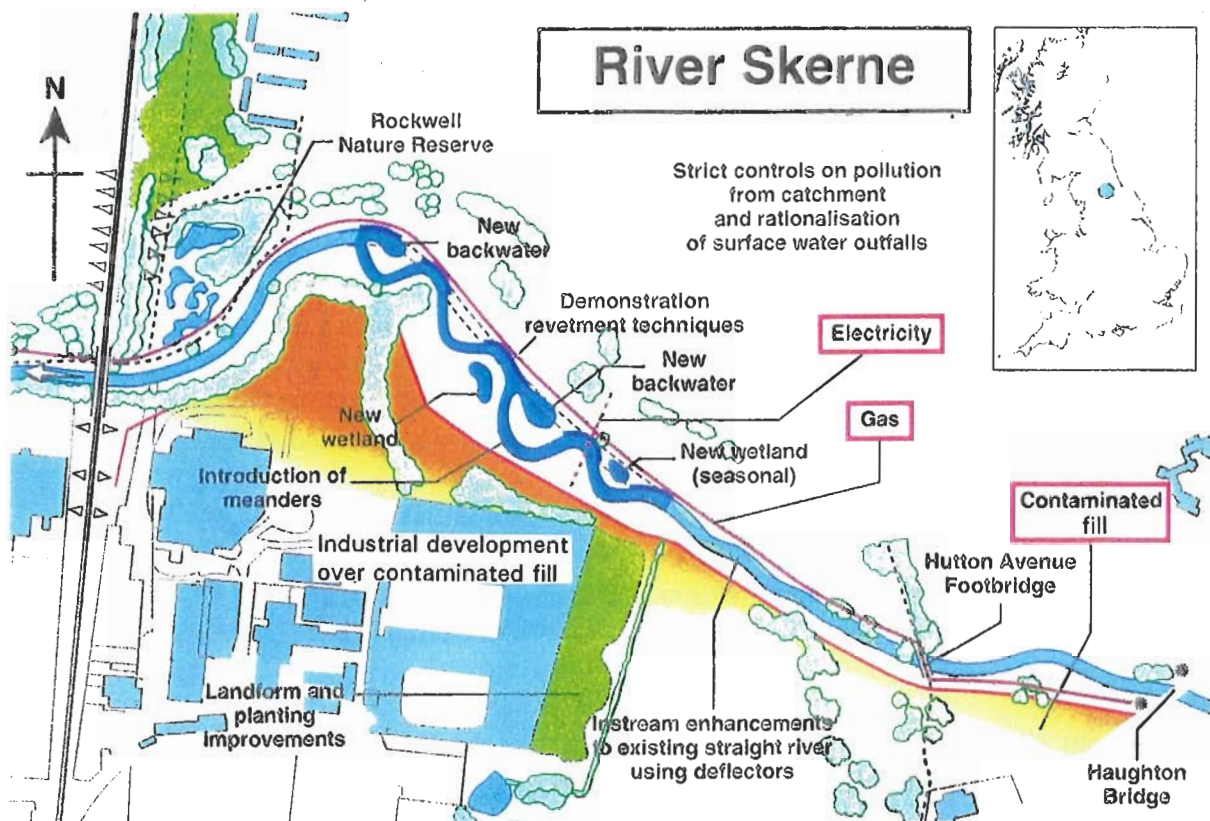 River Skerne
N
Rockwell
Nature Reserve
Strict controls on pollution
from catchment
and rationalisation
of surface water outfalls
New
backwater
Demonstration
revetment techniques
Electricity
New
backwater
Gas
New
wetland
New wetland
(seasonal)
Introduction of
meanders
Contaminated
fill
Industrial development
over contaminated fill
Hutton Avenue
Footbridge
Landform and
planting
improvements
Instream enhancements
to existing straight river
using deflectors
Haughton
Bridge